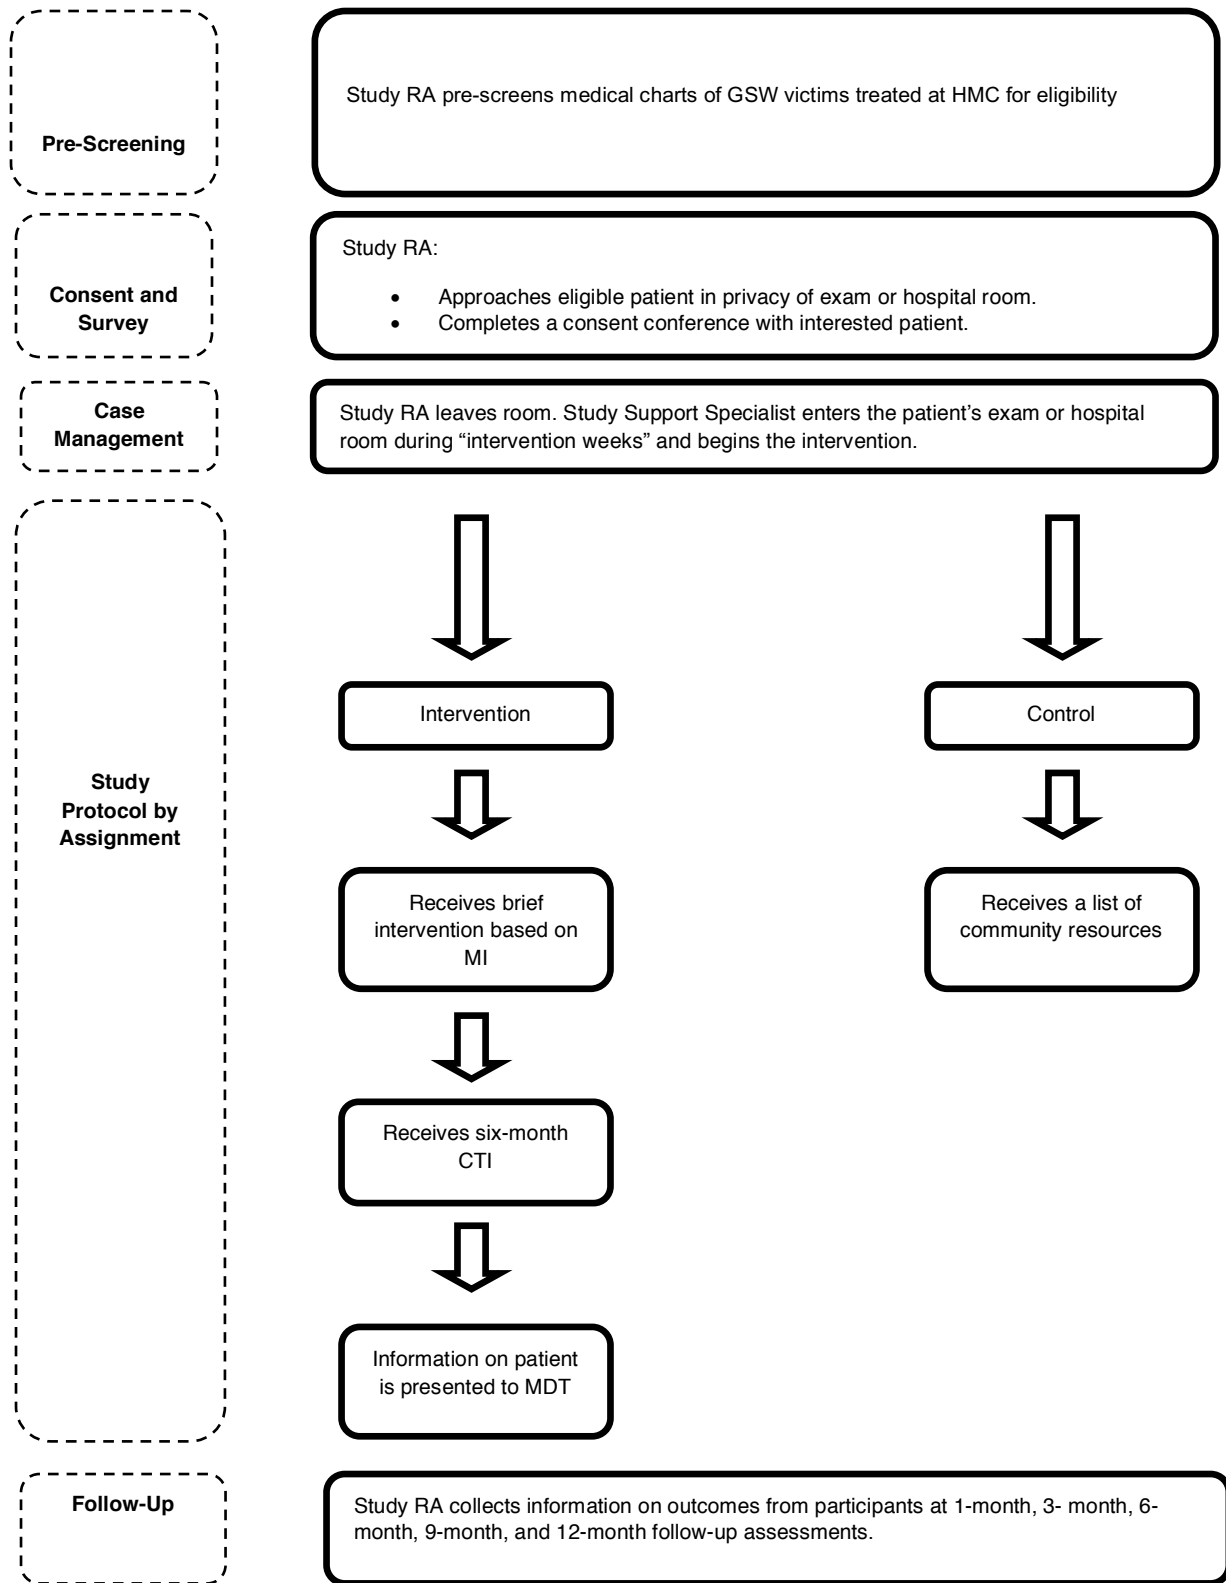 Pre-Screening
Study RA pre-screens medical charts of GSW victims treated at HMC for eligibility
Consent and
Survey
Study RA:
• Approaches eligible patient in privacy of exam or hospital room.
• Completes a consent conference with interested patient.
Case
Management
Study RA leaves room. Study Support Specialist enters the patient’s exam or hospital
room during “intervention weeks” and begins the intervention.
Study
Protocol by
Assignment
Intervention
Control
Receives brief
intervention based on
MI
Receives a list of
community resources
Receives six-month
CTI
Information on patient
is presented to MDT
Follow-Up
Study RA collects information on outcomes from participants at 1-month, 3- month, 6-
month, 9-month, and 12-month follow-up assessments.